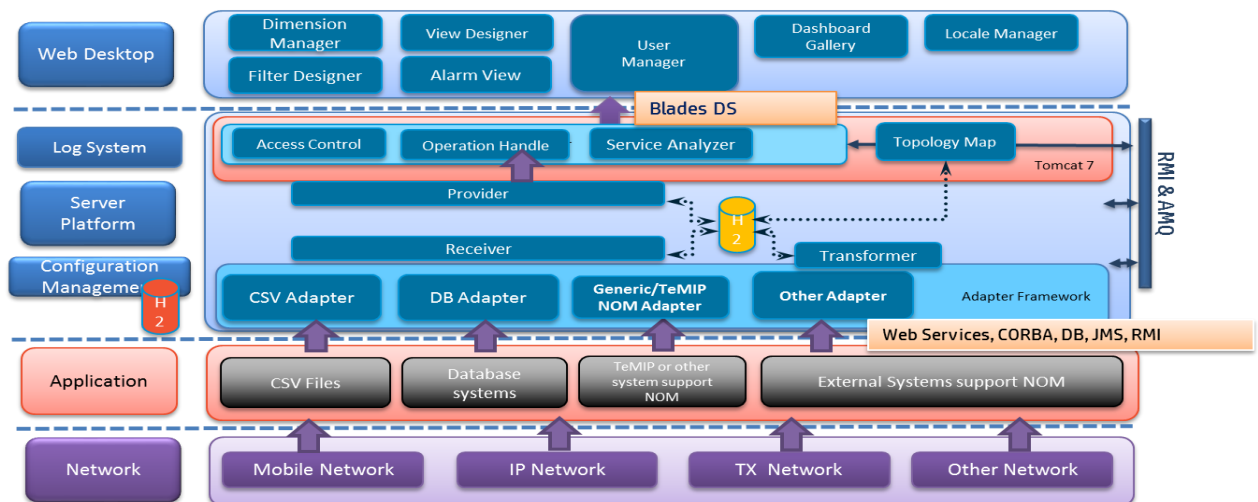 Web Desktop
Dimension
Manager
View Designer
User
Manager
Dashboard
Gallery
Locale Manager
Filter Designer
Alarm View
Blades DS
Log System
Access Control
Operation Handle
Service Analyzer
Topology Map
Tomcat 7
RMI & AMQ
Server
Platform
Provider
H
2
Receiver
Transformer
Configuration
Management
H
2
CSV Adapter
DB Adapter
Generic/TeMIP
NOM Adapter
Other Adapter
Adapter Framework
Web Services, CORBA, DB, JMS, RMI
Application
CSV Files
Database
systems
TeMIP or other
system support
NOM
External Systems support NOM
Network
Mobile Network
IP Network
TX Network
Other Network